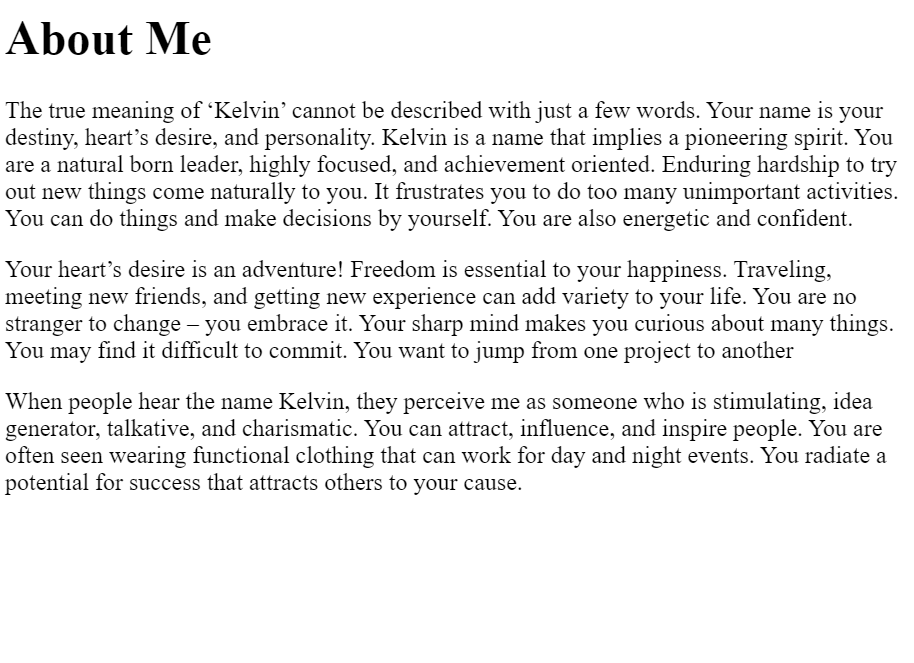 About Me
The true meaning of ‘Kelvin’ cannot be described with just a few words. Your name is your
destiny, heart’s desire, and personality. Kelvin is a name that implies a pioneering spirit. You
are a natural born leader, highly focused, and achievement oriented. Enduring hardship to try
out new things come naturally to you. It frustrates you to do too many unimportant activities.
You can do things and make decisions by yourself. You are also energetic and confident.
Your heart’s desire is an adventure! Freedom is essential to your happiness. Traveling,
meeting new friends, and getting new experience can add variety to your life. You are no
stranger to change – you embrace it. Your sharp mind makes you curious about many things.
You may find it difficult to commit. You want to jump from one project to another
When people hear the name Kelvin, they perceive me as someone who is stimulating, idea
generator, talkative, and charismatic. You can attract, influence, and inspire people. You are
often seen wearing functional clothing that can work for day and night events. You radiate a
potential for success that attracts others to your cause.